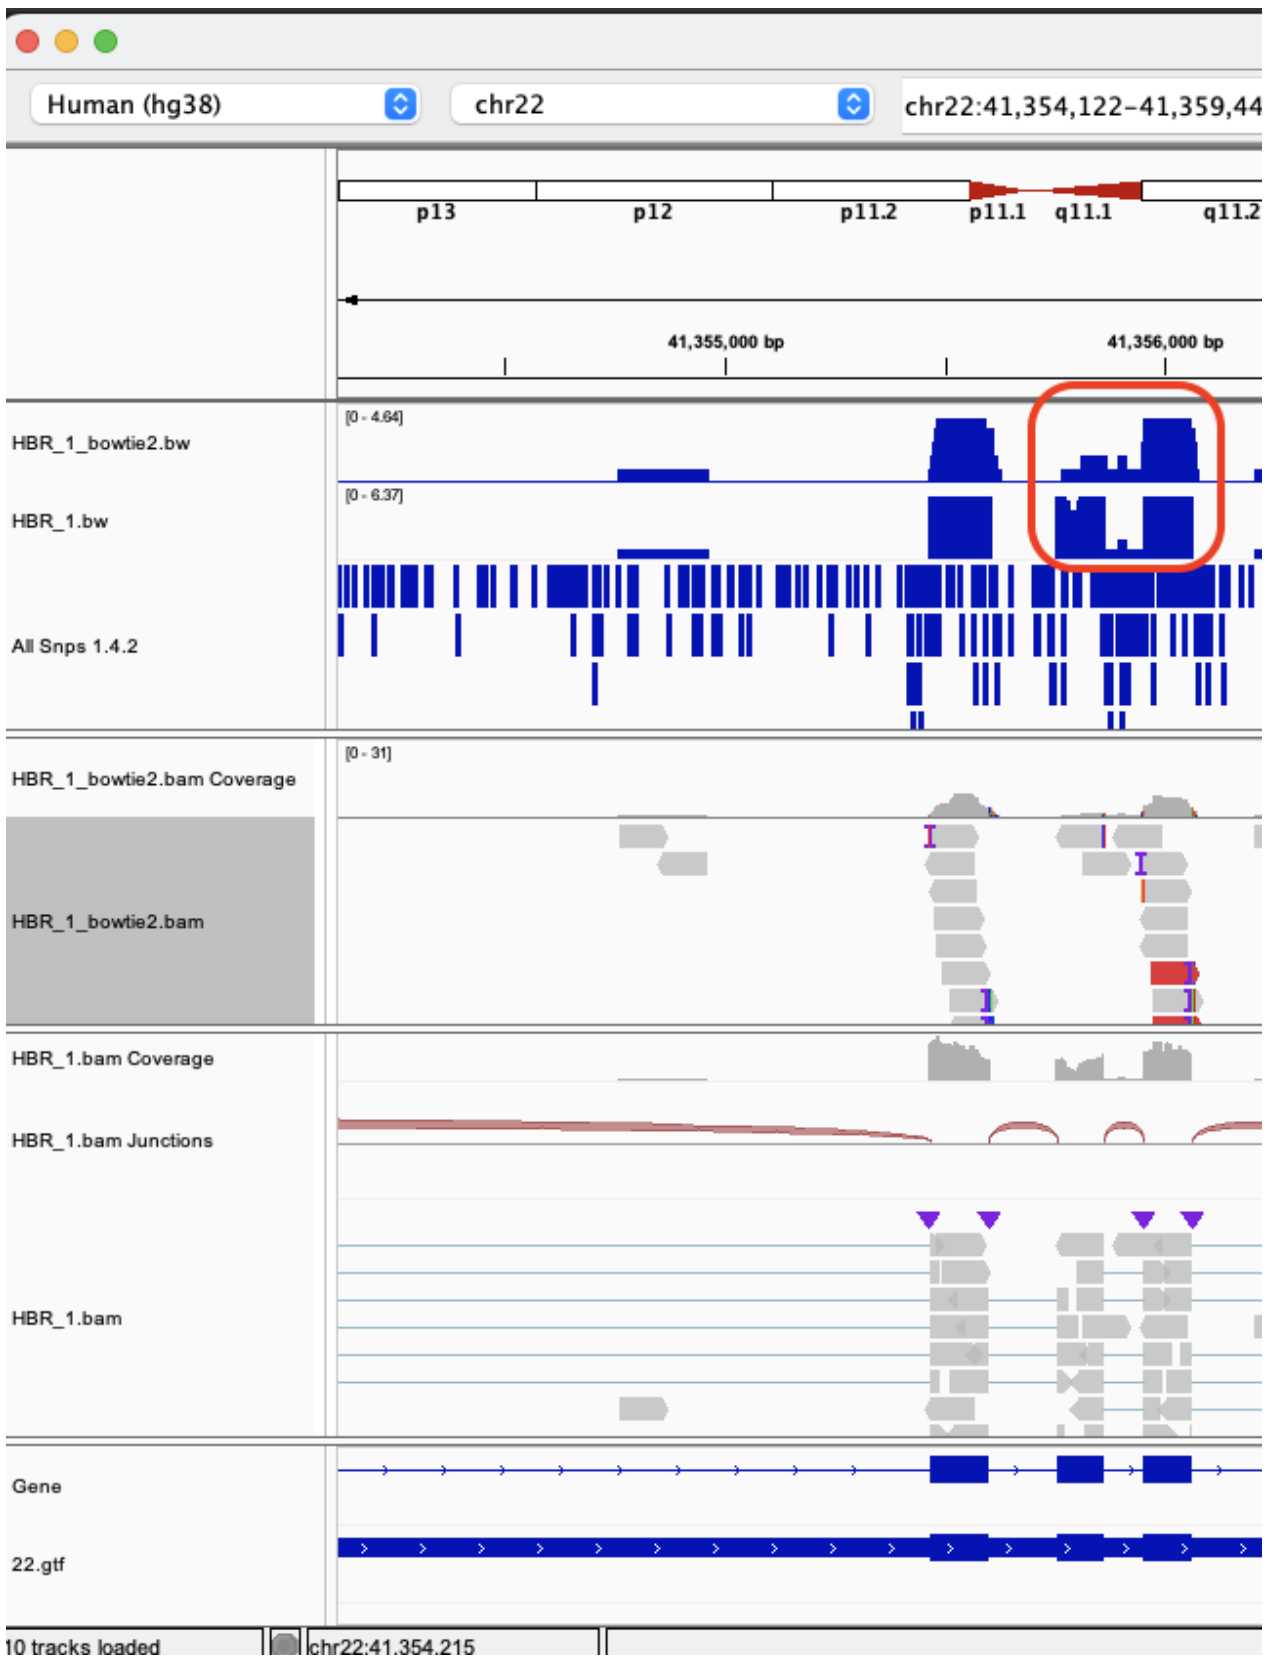 Human (hg38) chr22 chr22:41,354,122-41,359,44
p13 p12 p11.2 p11.1 q11.1 q11.2
41,355,000 bp 41,356,000 bp
[0 - 4.64]
HBR_1_bowtie2.bw
[0 - 6.37]
HBR_1.bw
All Snps 1.4.2
[0 - 31]
HBR_1_bowtie2.bam Coverage
HBR_1_bowtie2.bam
HBR_1.bam Coverage
HBR_1.bam Junctions
HBR_1.bam
Gene
22.gtf
10 tracks loaded chr22:41,354,215